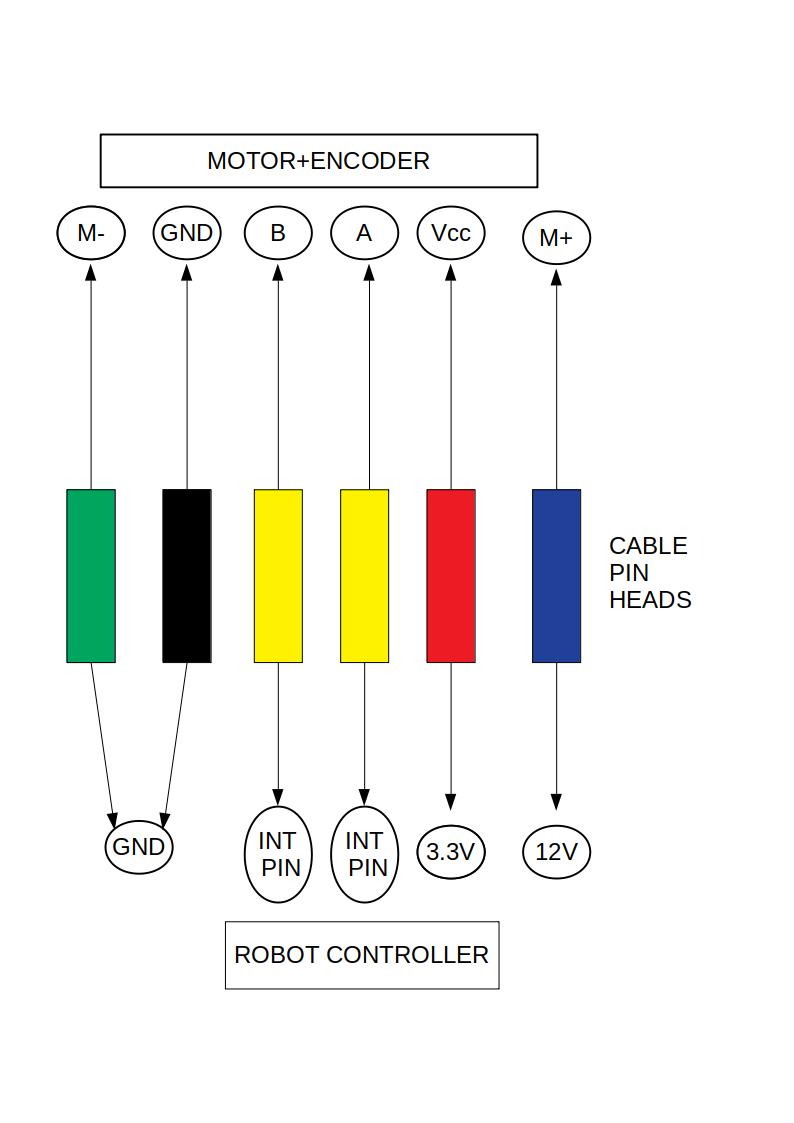 MOTOR+ENCODER
M-
GND
B
A
Vcc
M+
CABLE
PIN
HEADS
GND
INT
PIN
INT
PIN
3.3V
12V
ROBOT CONTROLLER